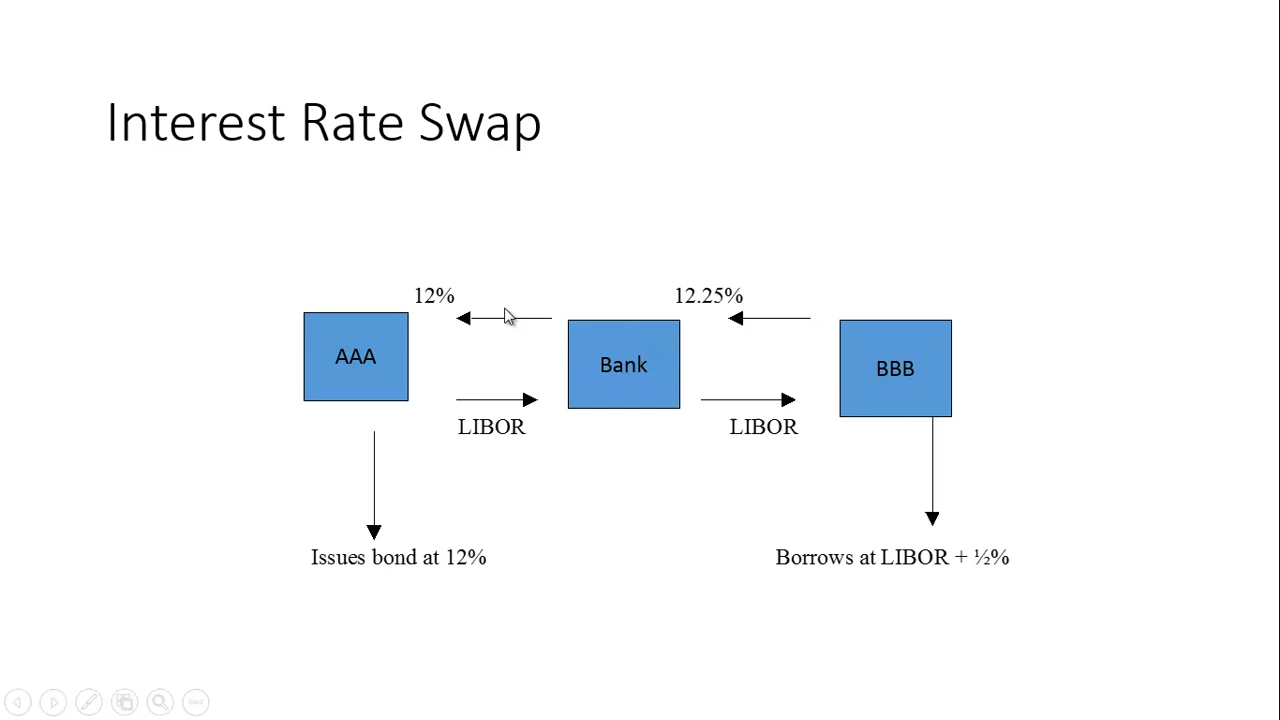 Interest Rate Swap
12%
12.25%
AAA
Bank
BBB
LIBOR
LIBOR
Issues bond at 12%
Borrows at LIBOR + ½%